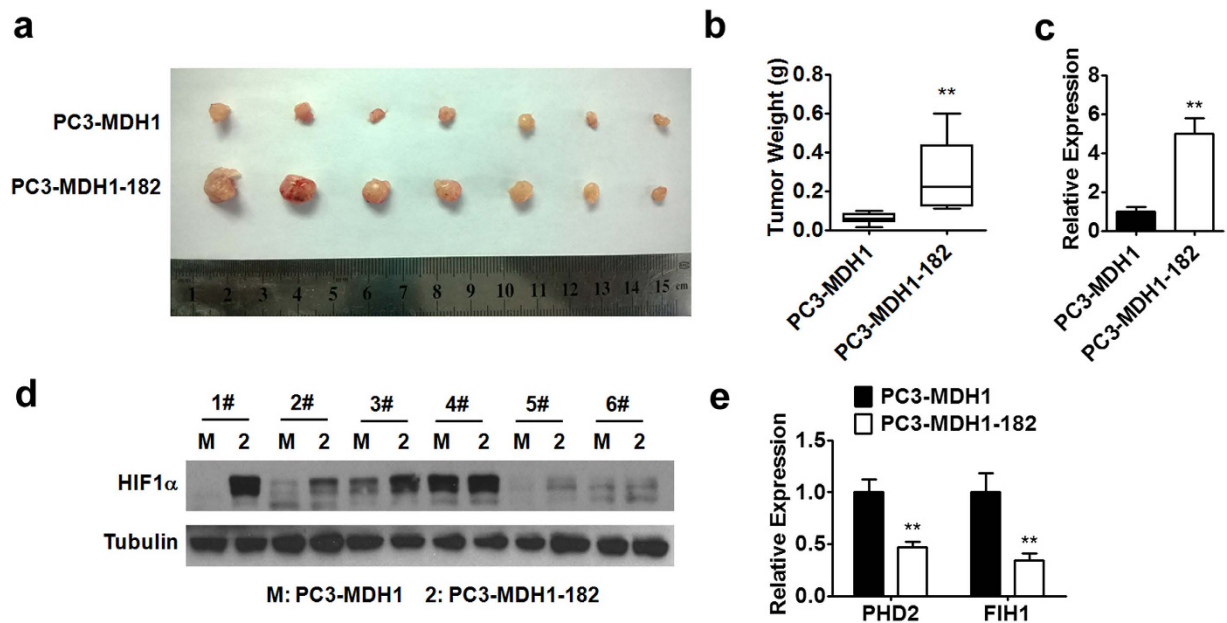 a
PC3-MDH1
PC3-MDH1-182
1 2 3 4 5 6 7 8 9 10 11 12 13 14 15 cm
b
Tumor Weight (g)
0.8
0.6
0.4
0.2
0.0
**
PC3-MDH1
PC3-MDH1-182
c
Relative Expression
8
6
4
2
0
**
PC3-MDH1
PC3-MDH1-182
d
1# 2# 3# 4# 5# 6#
M 2 M 2 M 2 M 2 M 2 M 2
HIF1α
Tubulin
M: PC3-MDH1 2: PC3-MDH1-182
e
PC3-MDH1
PC3-MDH1-182
Relative Expression
1.5
1.0
0.5
0.0
**
**
PHD2 FIH1